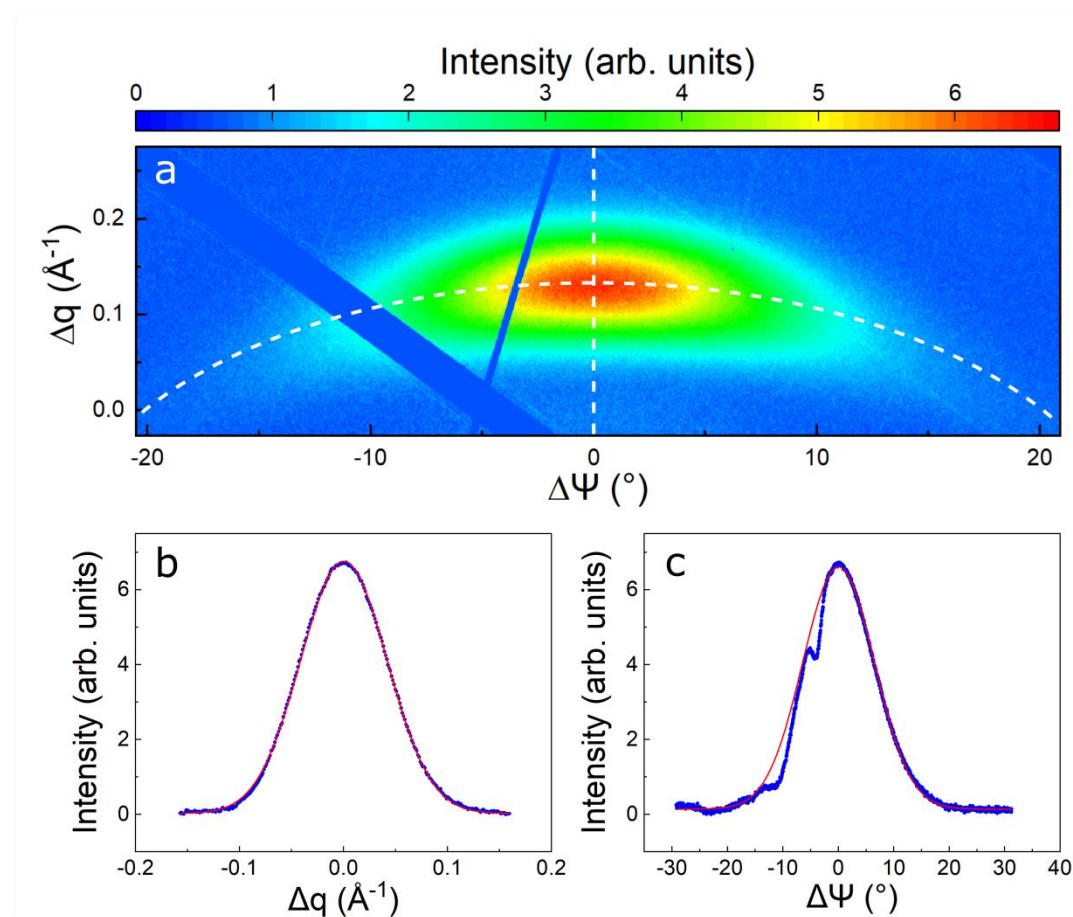 Intensity (arb. units)
0 1 2 3 4 5 6
a
Δq (Å⁻¹)
0.2
0.1
0.0
-20 -10 0 10 20
ΔΨ (°)
b
Intensity (arb. units)
6
4
2
0
-0.2 -0.1 0.0 0.1 0.2
Δq (Å⁻¹)
c
Intensity (arb. units)
6
4
2
0
-30 -20 -10 0 10 20 30 40
ΔΨ (°)